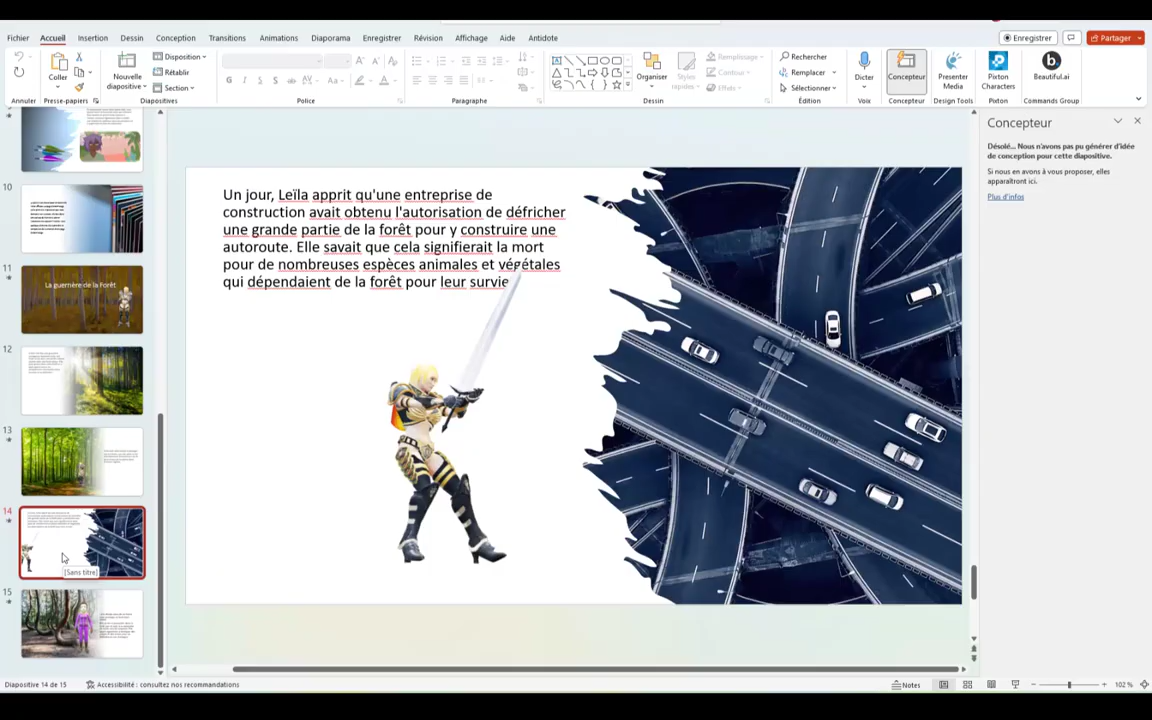 Fichier Accueil Insertion Dessin Conception Transitions Animations Diaporama Enregistrer Révision Affichage Aide Antidote
Enregistrer Partager
Coller
Nouvelle
diapositive
Disposition
Rétablir
Section
Organiser
Styles
rapides
Remplissage
Contour
Effets
Rechercher
Remplacer
Sélectionner
Dicter
Concepteur
Presenter
Media
Pixton
Characters
Beautiful.ai
Annuler Presse-papiers Diapositives Police Paragraphe Dessin Édition Voix Concepteur Design Tools Pixton Commands Group
10
11
La guerrière de la Forêt
12
13
14
[Sans titre]
15
Un jour, Leïla apprit qu'une entreprise de
construction avait obtenu l'autorisation de défricher
une grande partie de la forêt pour y construire une
autoroute. Elle savait que cela signifierait la mort
pour de nombreuses espèces animales et végétales
qui dépendaient de la forêt pour leur survie
Concepteur
Désolé... Nous n'avons pas pu générer d'idée
de conception pour cette diapositive.
Si nous en avons à vous proposer, elles
apparaîtront ici.
Plus d'infos
Diapositive 14 de 15 Accessibilité : consultez nos recommandations Notes 102 %